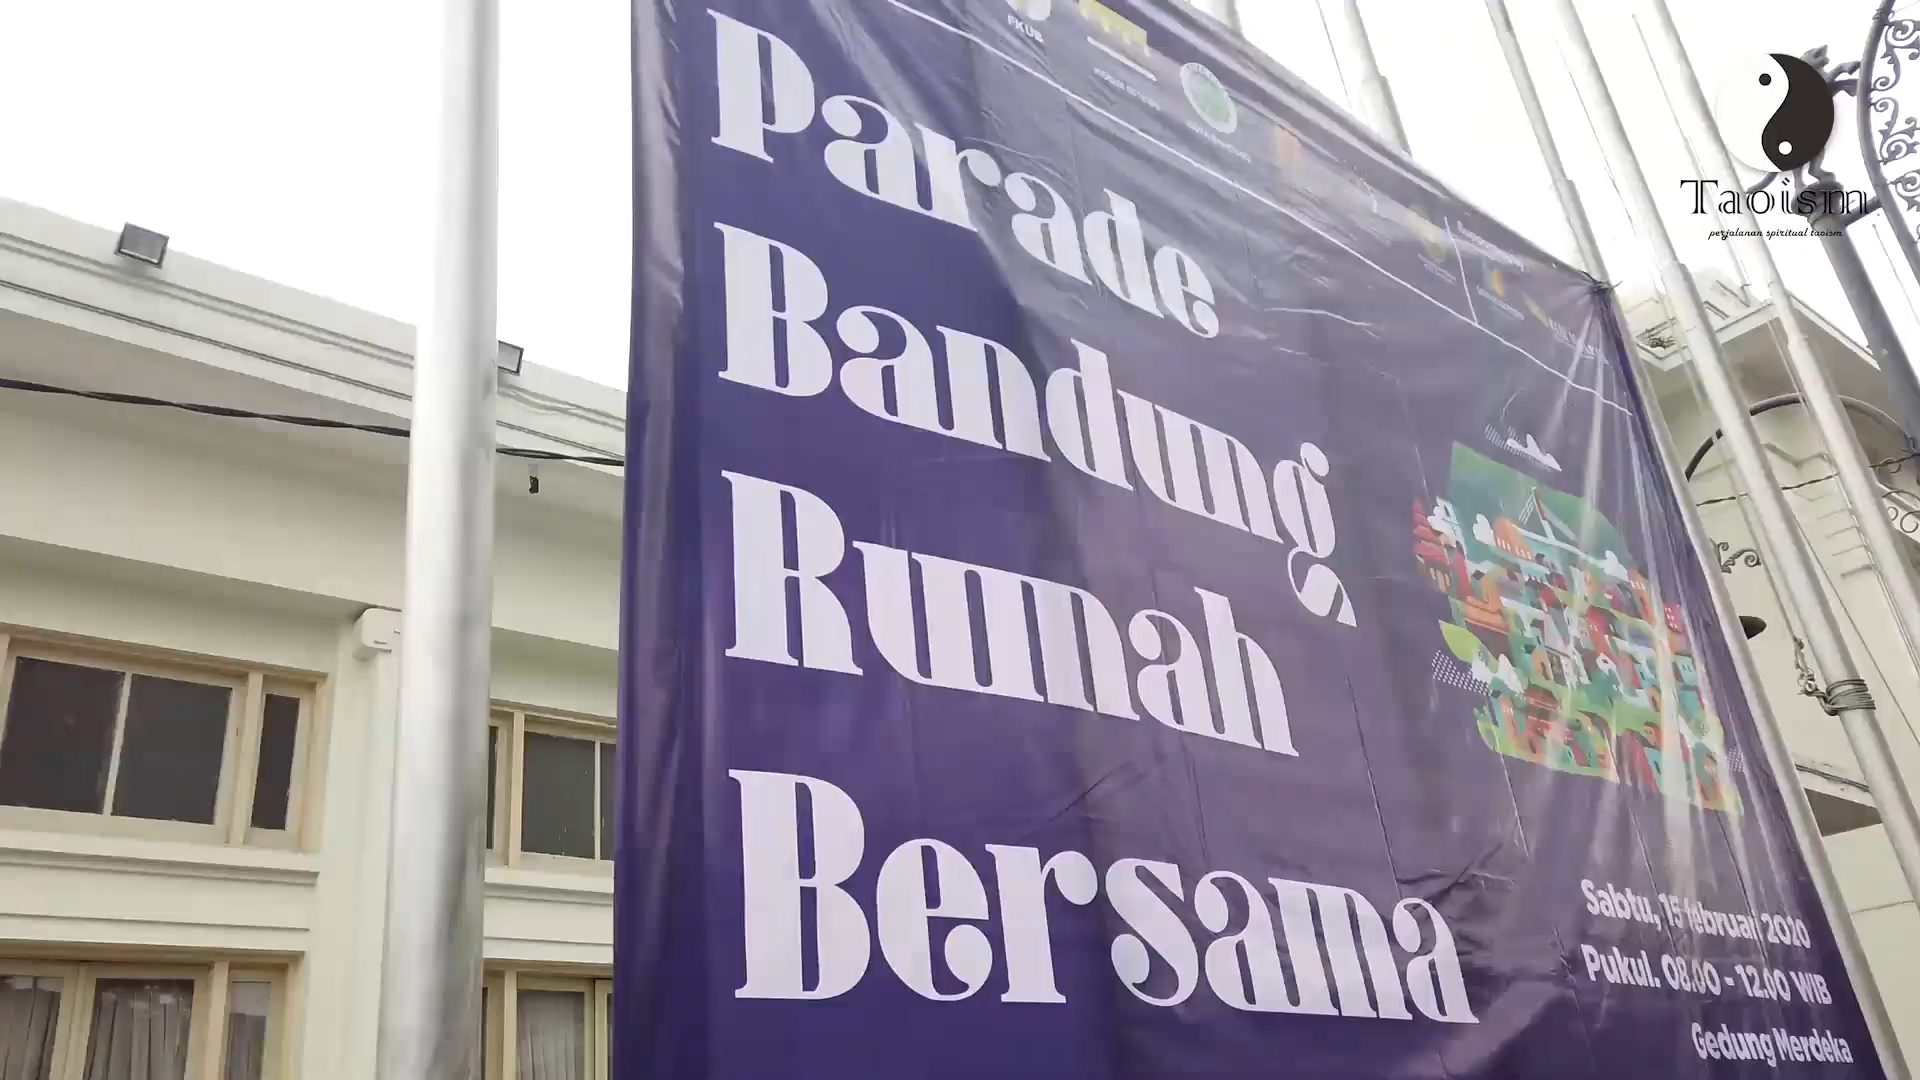 FKUB
Parade
Bandung
Rumah
Bersama
Sabtu, 15 februari 2020
Pukul. 08.00 - 12.00 WIB
Gedung Merdeka
Taoism
perjalanan spiritual taoism